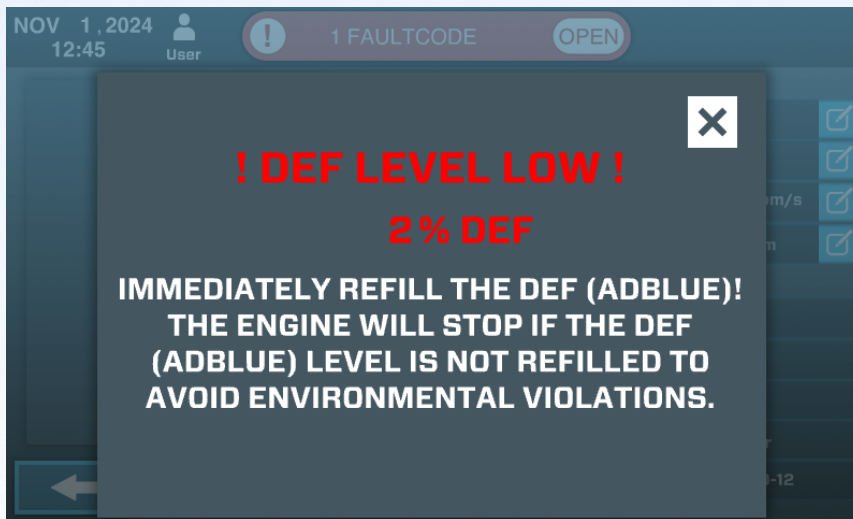 NOV 1, 2024
12:45
User
! 1 FAULTCODE OPEN
! DEF LEVEL LOW !
2% DEF
IMMEDIATELY REFILL THE DEF (ADBLUE)!
THE ENGINE WILL STOP IF THE DEF
(ADBLUE) LEVEL IS NOT REFILLED TO
AVOID ENVIRONMENTAL VIOLATIONS.